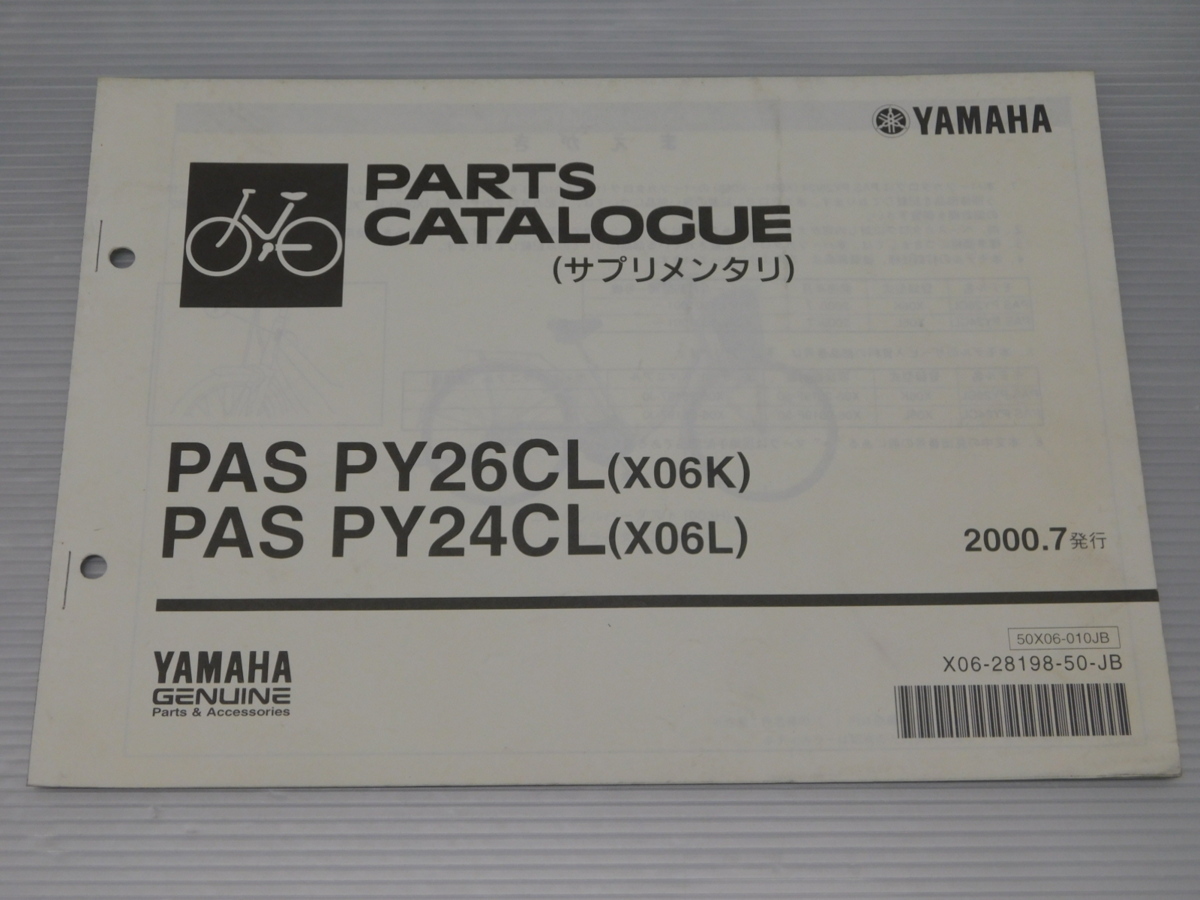 YAMAHA
PARTS
CATALOGUE
(サプリメンタリ)
PAS PY26CL(X06K)
PAS PY24CL(X06L)
2000.7発行
50X06-010JB
X06-28198-50-JB
YAMAHA
GENUINE
Parts & Accessories